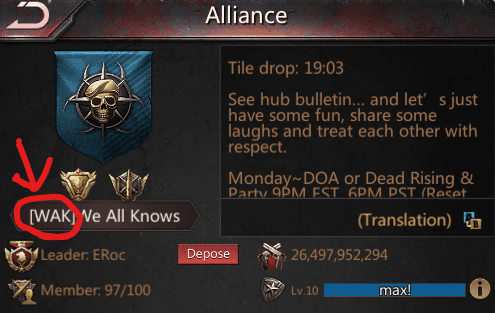 Alliance
Tile drop: 19:03
See hub bulletin... and let's just
have some fun, share some
laughs and treat each other with
respect.
Monday~DOA or Dead Rising &
Party 9PM EST, 6PM PST (Reset
[WAK]We All Knows
(Translation)
Leader: ERoc
Depose
26,497,952,294
Member: 97/100
Lv.10
max!